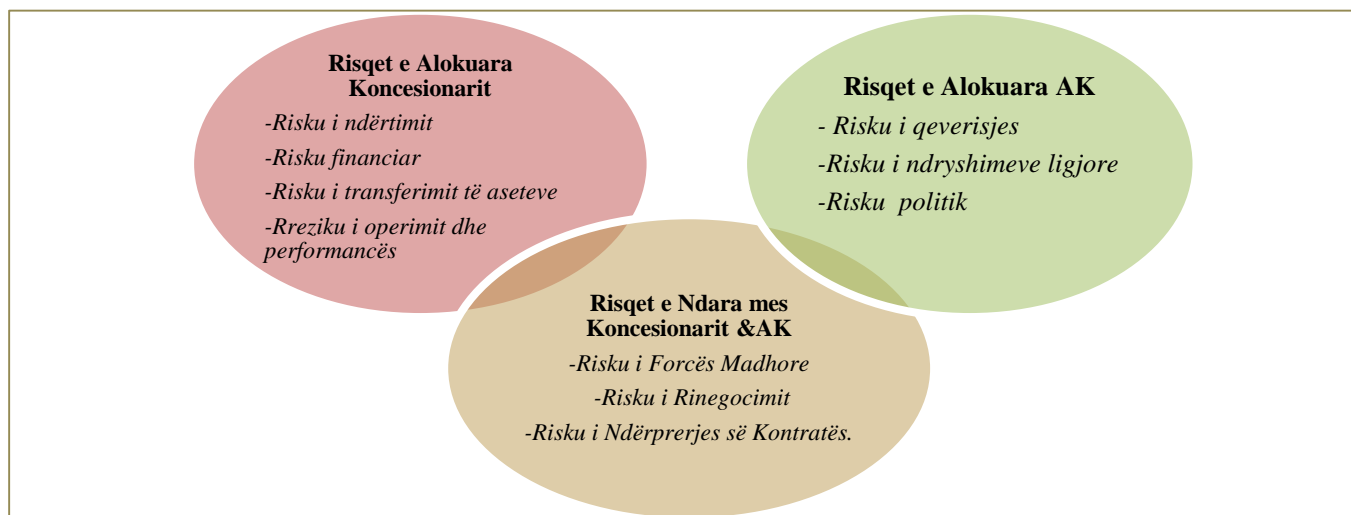 Risqet e Alokuara
Koncesionarit
-Risku i ndërtimit
-Risku financiar
-Risku i transferimit të aseteve
-Rreziku i operimit dhe
performancës
Risqet e Alokuara AK
- Risku i qeverisjes
-Risku i ndryshimeve ligjore
-Risku politik
Risqet e Ndara mes
Koncesionarit &AK
-Risku i Forcës Madhore
-Risku i Rinegocimit
-Risku i Ndërprerjes së Kontratës.